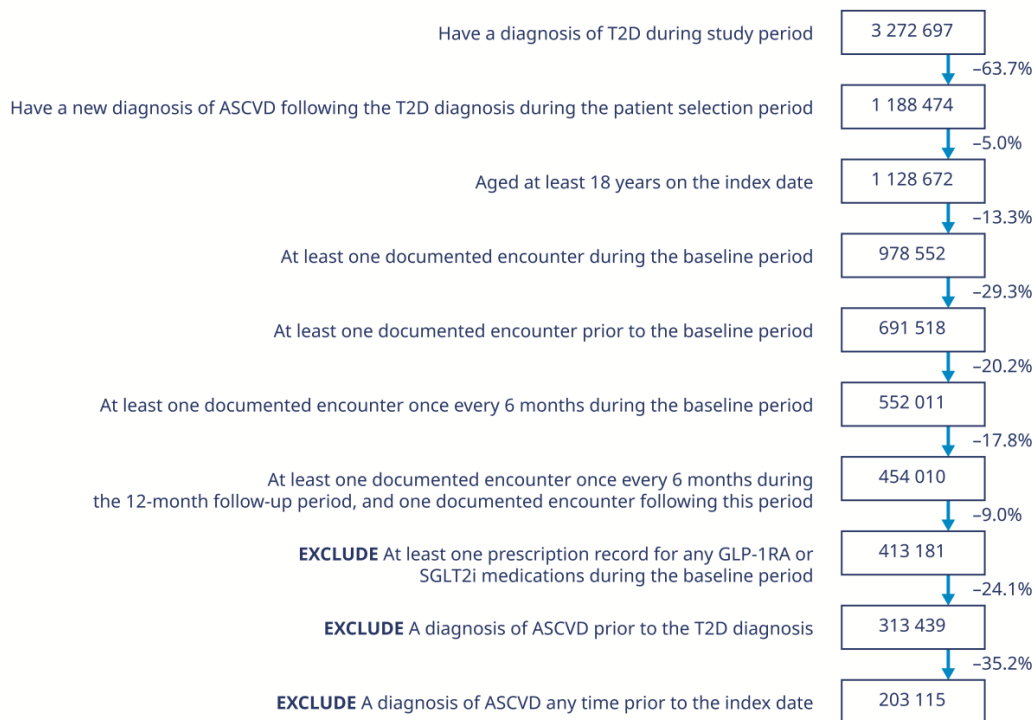 Have a diagnosis of T2D during study period
3 272 697
–63.7%
Have a new diagnosis of ASCVD following the T2D diagnosis during the patient selection period
1 188 474
–5.0%
Aged at least 18 years on the index date
1 128 672
–13.3%
At least one documented encounter during the baseline period
978 552
–29.3%
At least one documented encounter prior to the baseline period
691 518
–20.2%
At least one documented encounter once every 6 months during the baseline period
552 011
–17.8%
At least one documented encounter once every 6 months during
the 12-month follow-up period, and one documented encounter following this period
454 010
–9.0%
EXCLUDE At least one prescription record for any GLP-1RA or
SGLT2i medications during the baseline period
413 181
–24.1%
EXCLUDE A diagnosis of ASCVD prior to the T2D diagnosis
313 439
–35.2%
EXCLUDE A diagnosis of ASCVD any time prior to the index date
203 115